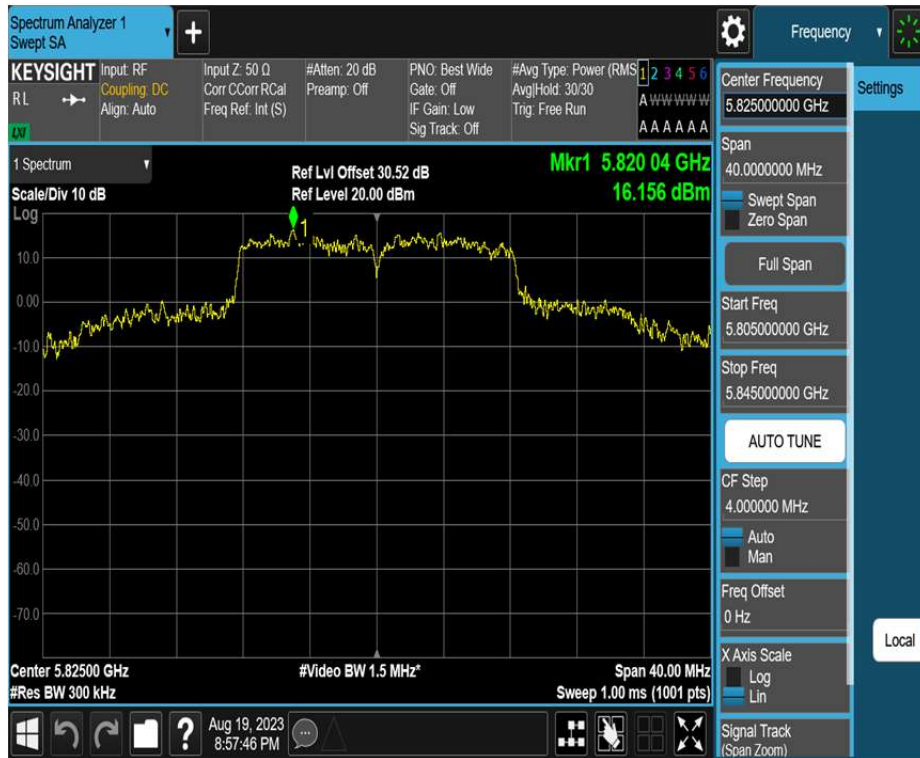 Spectrum Analyzer 1
Swept SA
+
Frequency
KEYSIGHT
R L
LXI
Input: RF
Coupling: DC
Align: Auto
Input Z: 50 Ω
Corr CCorr RCal
Freq Ref: Int (S)
#Atten: 20 dB
Preamp: Off
PNO: Best Wide
Gate: Off
IF Gain: Low
Sig Track: Off
#Avg Type: Power (RMS
Avg|Hold: 30/30
Trig: Free Run
1 2 3 4 5 6
A W W W W W
A A A A A A
1 Spectrum
Scale/Div 10 dB
Log
Ref Lvl Offset 30.52 dB
Ref Level 20.00 dBm
Mkr1 5.820 04 GHz
16.156 dBm
1
10.0
0.00
-10.0
-20.0
-30.0
-40.0
-50.0
-60.0
-70.0
Center 5.82500 GHz
#Res BW 300 kHz
#Video BW 1.5 MHz*
Span 40.00 MHz
Sweep 1.00 ms (1001 pts)
?
Aug 19, 2023
8:57:46 PM
Center Frequency
5.825000000 GHz
Span
40.0000000 MHz
Swept Span
Zero Span
Full Span
Start Freq
5.805000000 GHz
Stop Freq
5.845000000 GHz
AUTO TUNE
CF Step
4.000000 MHz
Auto
Man
Freq Offset
0 Hz
X Axis Scale
Log
Lin
Signal Track
(Span Zoom)
Settings
Local